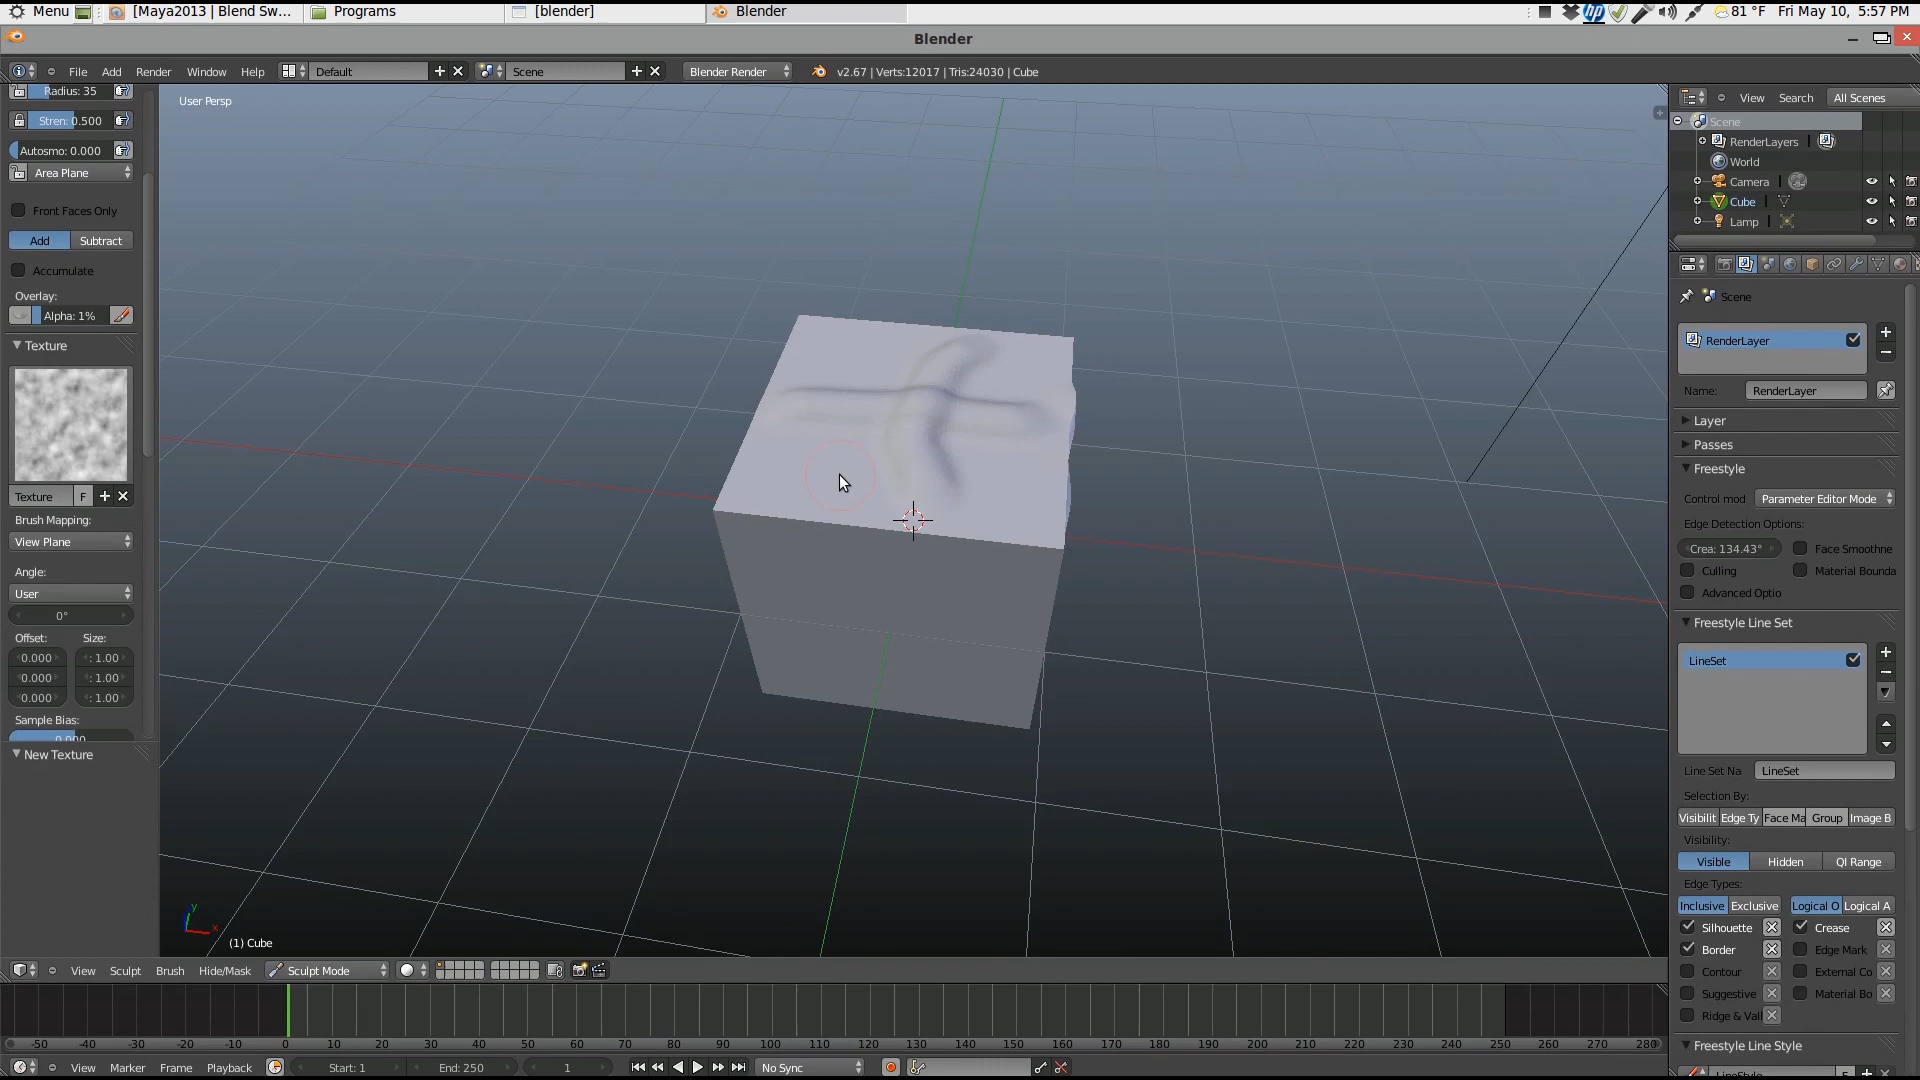 Menu [Maya2013 | Blend Sw... Programs [blender] Blender 81 °F Fri May 10, 5:57 PM
Blender
File Add Render Window Help Default Scene Blender Render v2.67 | Verts:12017 | Tris:24030 | Cube
Radius: 35
Stren: 0.500
Autosmo: 0.000
Area Plane
Front Faces Only
Add Subtract
Accumulate
Overlay:
Alpha: 1%
Texture
Texture F
Brush Mapping:
View Plane
Angle:
User
0°
Offset: Size:
0.000 : 1.00
0.000 : 1.00
0.000 : 1.00
Sample Bias:
0.000
New Texture
User Persp
y
x
(1) Cube
View Search All Scenes
Scene
RenderLayers
World
Camera
Cube
Lamp
Scene
RenderLayer
Name: RenderLayer
Layer
Passes
Freestyle
Control mod Parameter Editor Mode
Edge Detection Options:
Crea: 134.43° Face Smoothne
Culling Material Bounda
Advanced Optio
Freestyle Line Set
LineSet
Line Set Na LineSet
Selection By:
Visibilit Edge Ty Face Ma Group Image B
Visibility:
Visible Hidden QI Range
Edge Types:
Inclusive Exclusive Logical O Logical A
Silhouette Crease
Border Edge Mark
Contour External Co
Suggestive Material Bo
Ridge & Vall
Freestyle Line Style
View Sculpt Brush Hide/Mask Sculpt Mode
-50 -40 -30 -20 -10 0 10 20 30 40 50 60 70 80 90 100 110 120 130 140 150 160 170 180 190 200 210 220 230 240 250 260 270 280
View Marker Frame Playback Start: 1 End: 250 1 No Sync